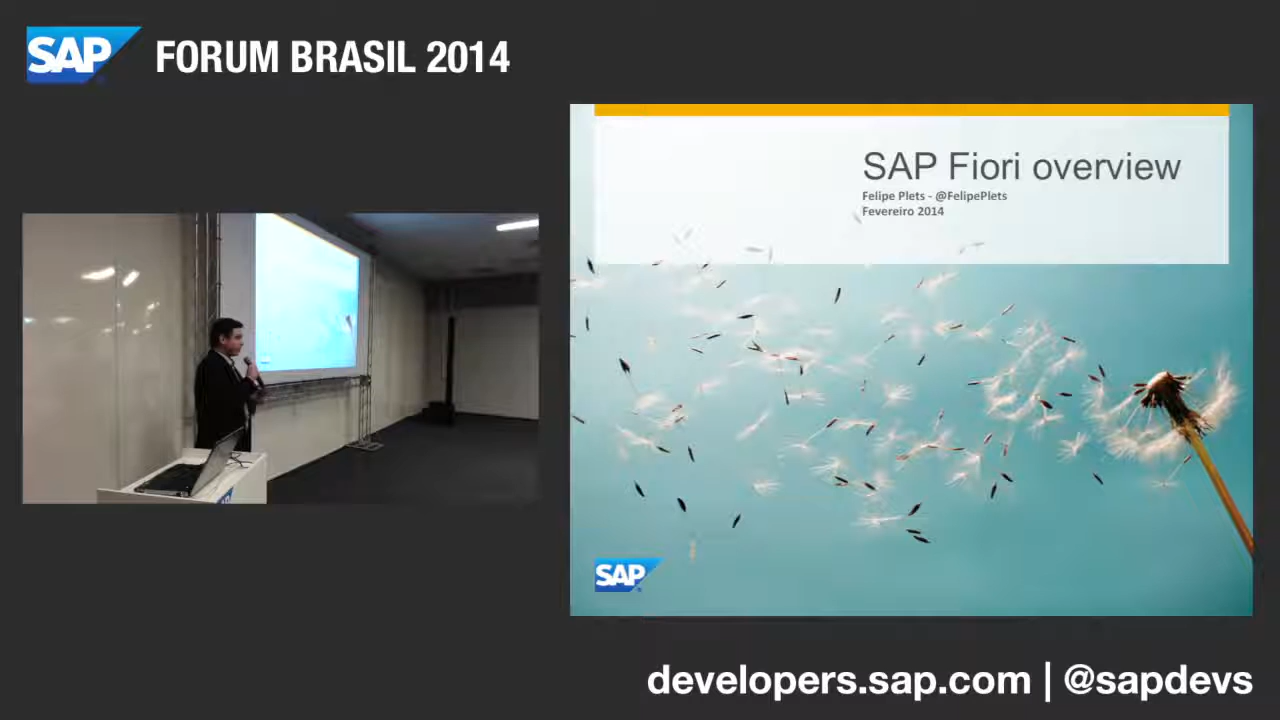 SAP FORUM BRASIL 2014
SAP Fiori overview
Felipe Plets - @FelipePlets
Fevereiro 2014
SAP
developers.sap.com | @sapdevs